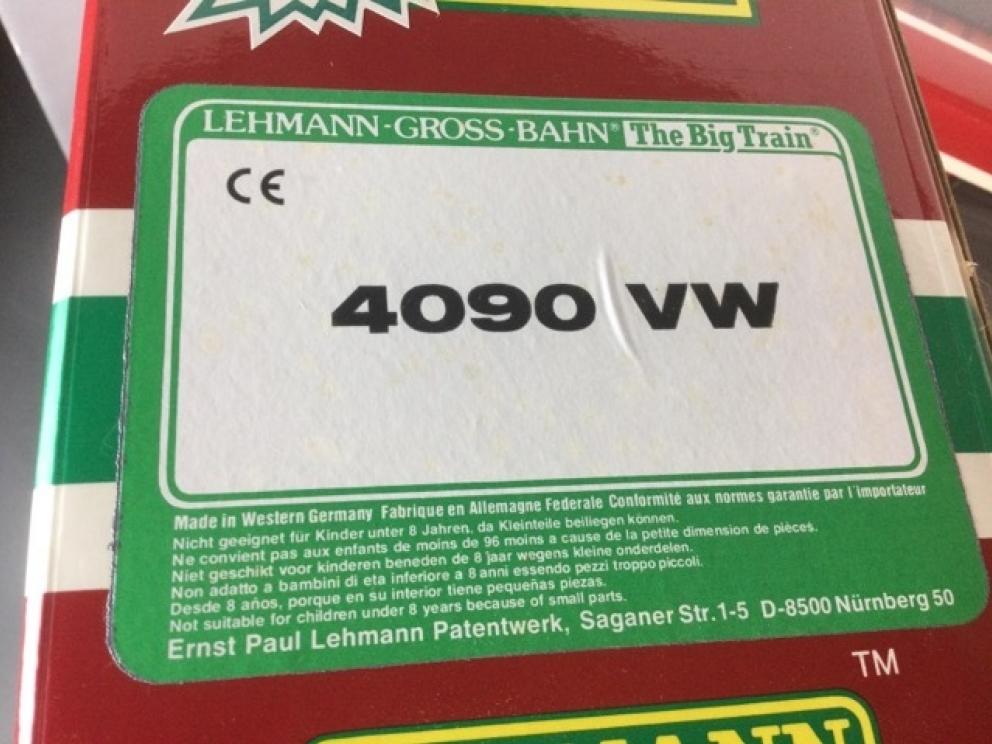 LEHMANN-GROSS-BAHN® The Big Train®
CE
4090 VW
Made in Western Germany Fabrique en Allemagne Federale Conformité aux normes garantie par l'importateur
Nicht geeignet für Kinder unter 8 Jahren, da Kleinteile beiliegen können.
Ne convient pas aux enfants de moins de 96 mois a cause de la petite dimension de pièces.
Niet geschikt voor kinderen beneden de 8 jaar wegens kleine onderdelen.
Non adatto a bambini di eta inferiore a 8 anni essendo pezzi troppo piccoli.
Desde 8 años, porque en su interior tiene pequeñas piezas.
Not suitable for children under 8 years because of small parts.
Ernst Paul Lehmann Patentwerk, Saganer Str. 1-5 D-8500 Nürnberg 50
TM